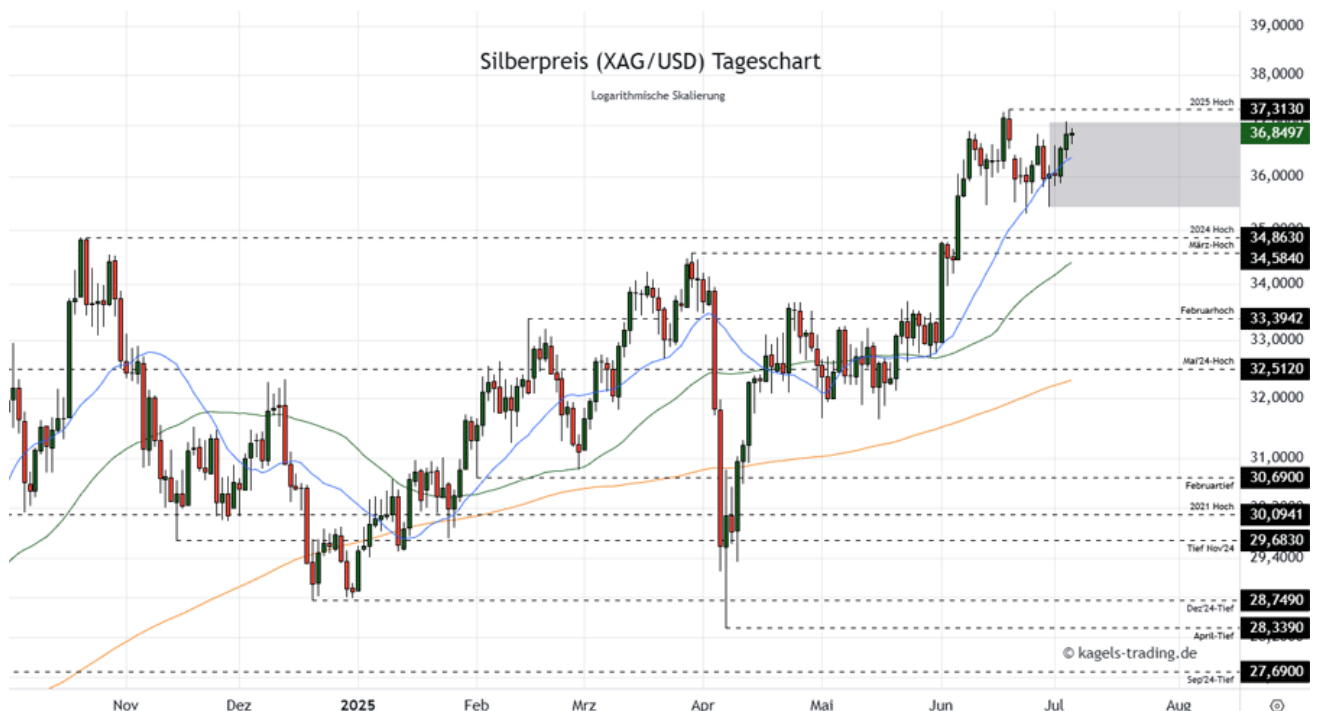 39,0000
Silberpreis (XAG/USD) Tageschart
38,0000
Logarithmische Skalierung
2025 Hoch
37,3130
36,8497
36,0000
2024 Hoch
34,8630
März-Hoch
34,5840
34,0000
Februarhoch
33,3942
33,0000
Mai'24-Hoch
32,5120
32,0000
31,0000
30,6900
Februartief
2021 Hoch
30,0941
29,6830
Tief Nov'24
29,4000
28,7490
Dez'24-Tief
28,3390
April-Tief
© kagels-trading.de
27,6900
Sep'24-Tief
Nov Dez 2025 Feb Mrz Apr Mai Jun Jul Aug